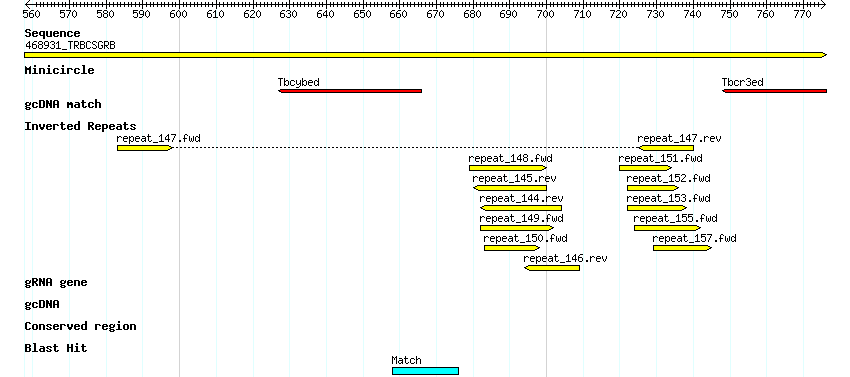 560 570 580 590 600 610 620 630 640 650 660 670 680 690 700 710 720 730 740 750 760 770
Sequence
468931_TRBCSGRB
Minicircle
Tbcybed Tbcr3ed
gcDNA match
Inverted Repeats
repeat_147.fwd repeat_147.rev
repeat_148.fwd repeat_151.fwd
repeat_145.rev repeat_152.fwd
repeat_144.rev repeat_153.fwd
repeat_149.fwd repeat_155.fwd
repeat_150.fwd repeat_157.fwd
repeat_146.rev
gRNA gene
gcDNA
Conserved region
Blast Hit
Match